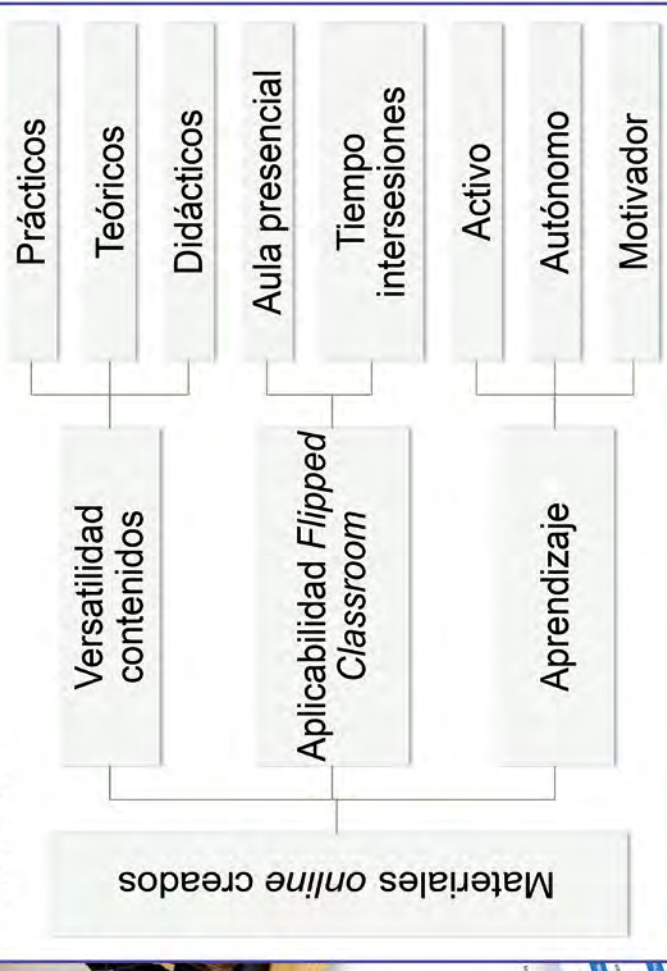 Materiales online creados
Versatilidad
contenidos
Prácticos
Teóricos
Didácticos
Aplicabilidad Flipped
Classroom
Aula presencial
Tiempo
intersesiones
Aprendizaje
Activo
Autónomo
Motivador